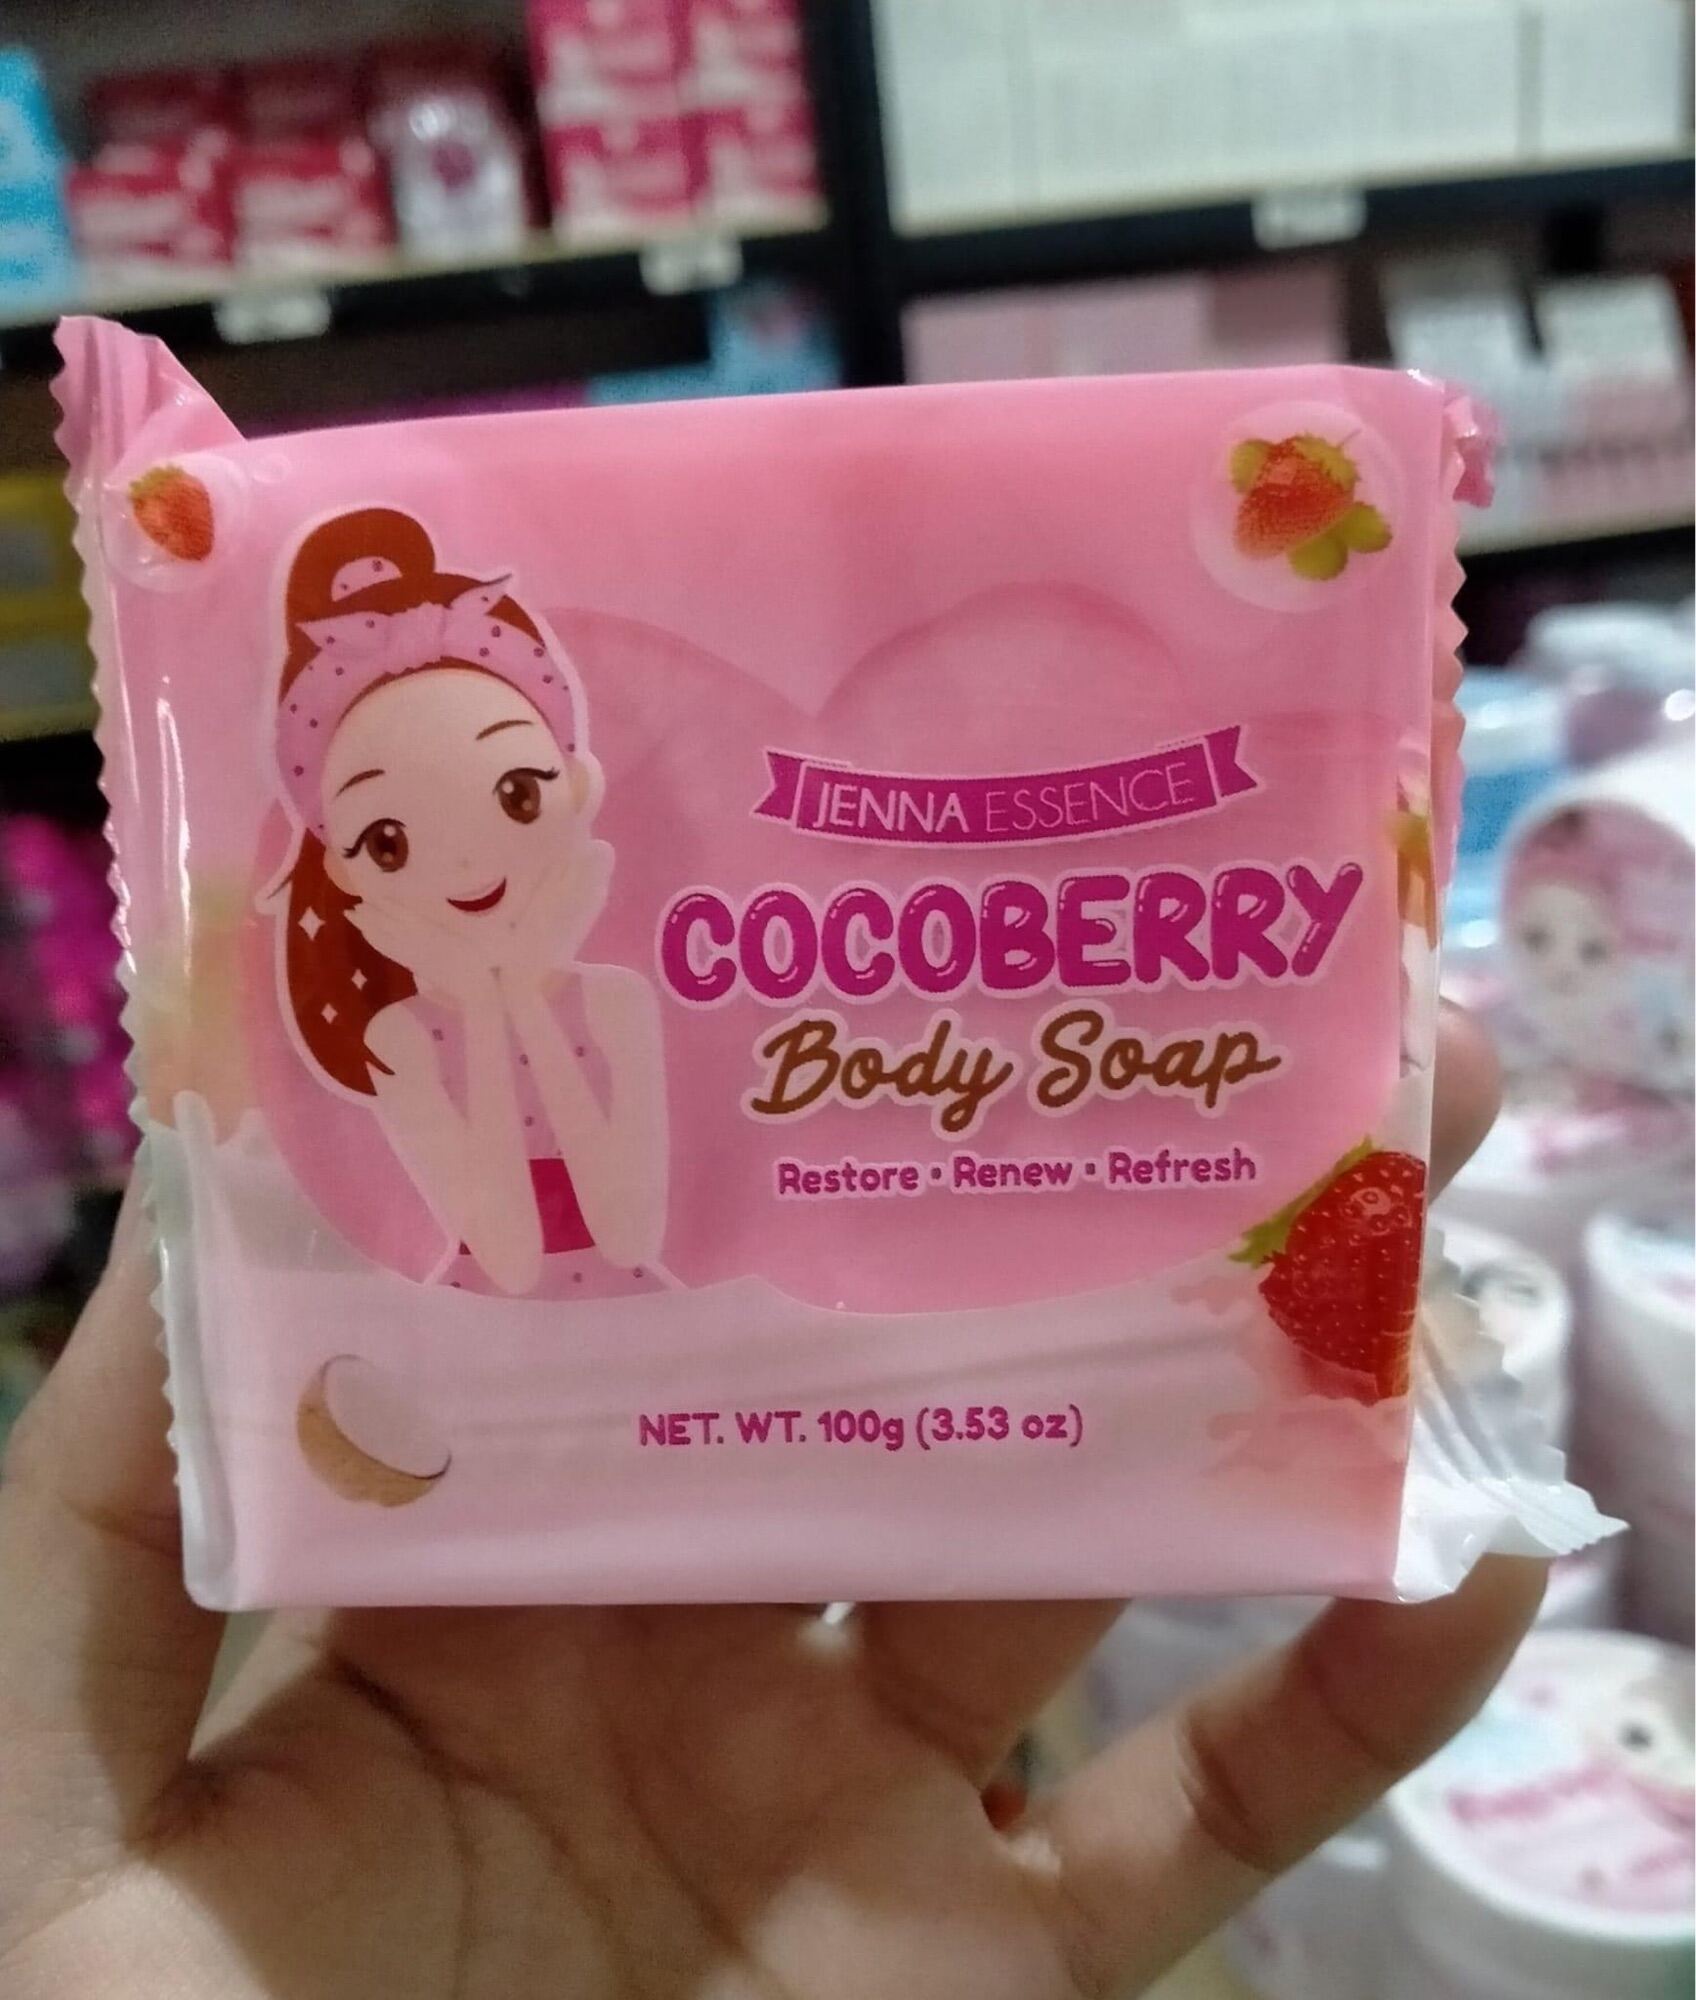 JENNA ESSENCE
COCOBERRY
Body Soap
Restore • Renew • Refresh
NET. WT. 100g (3.53 oz)